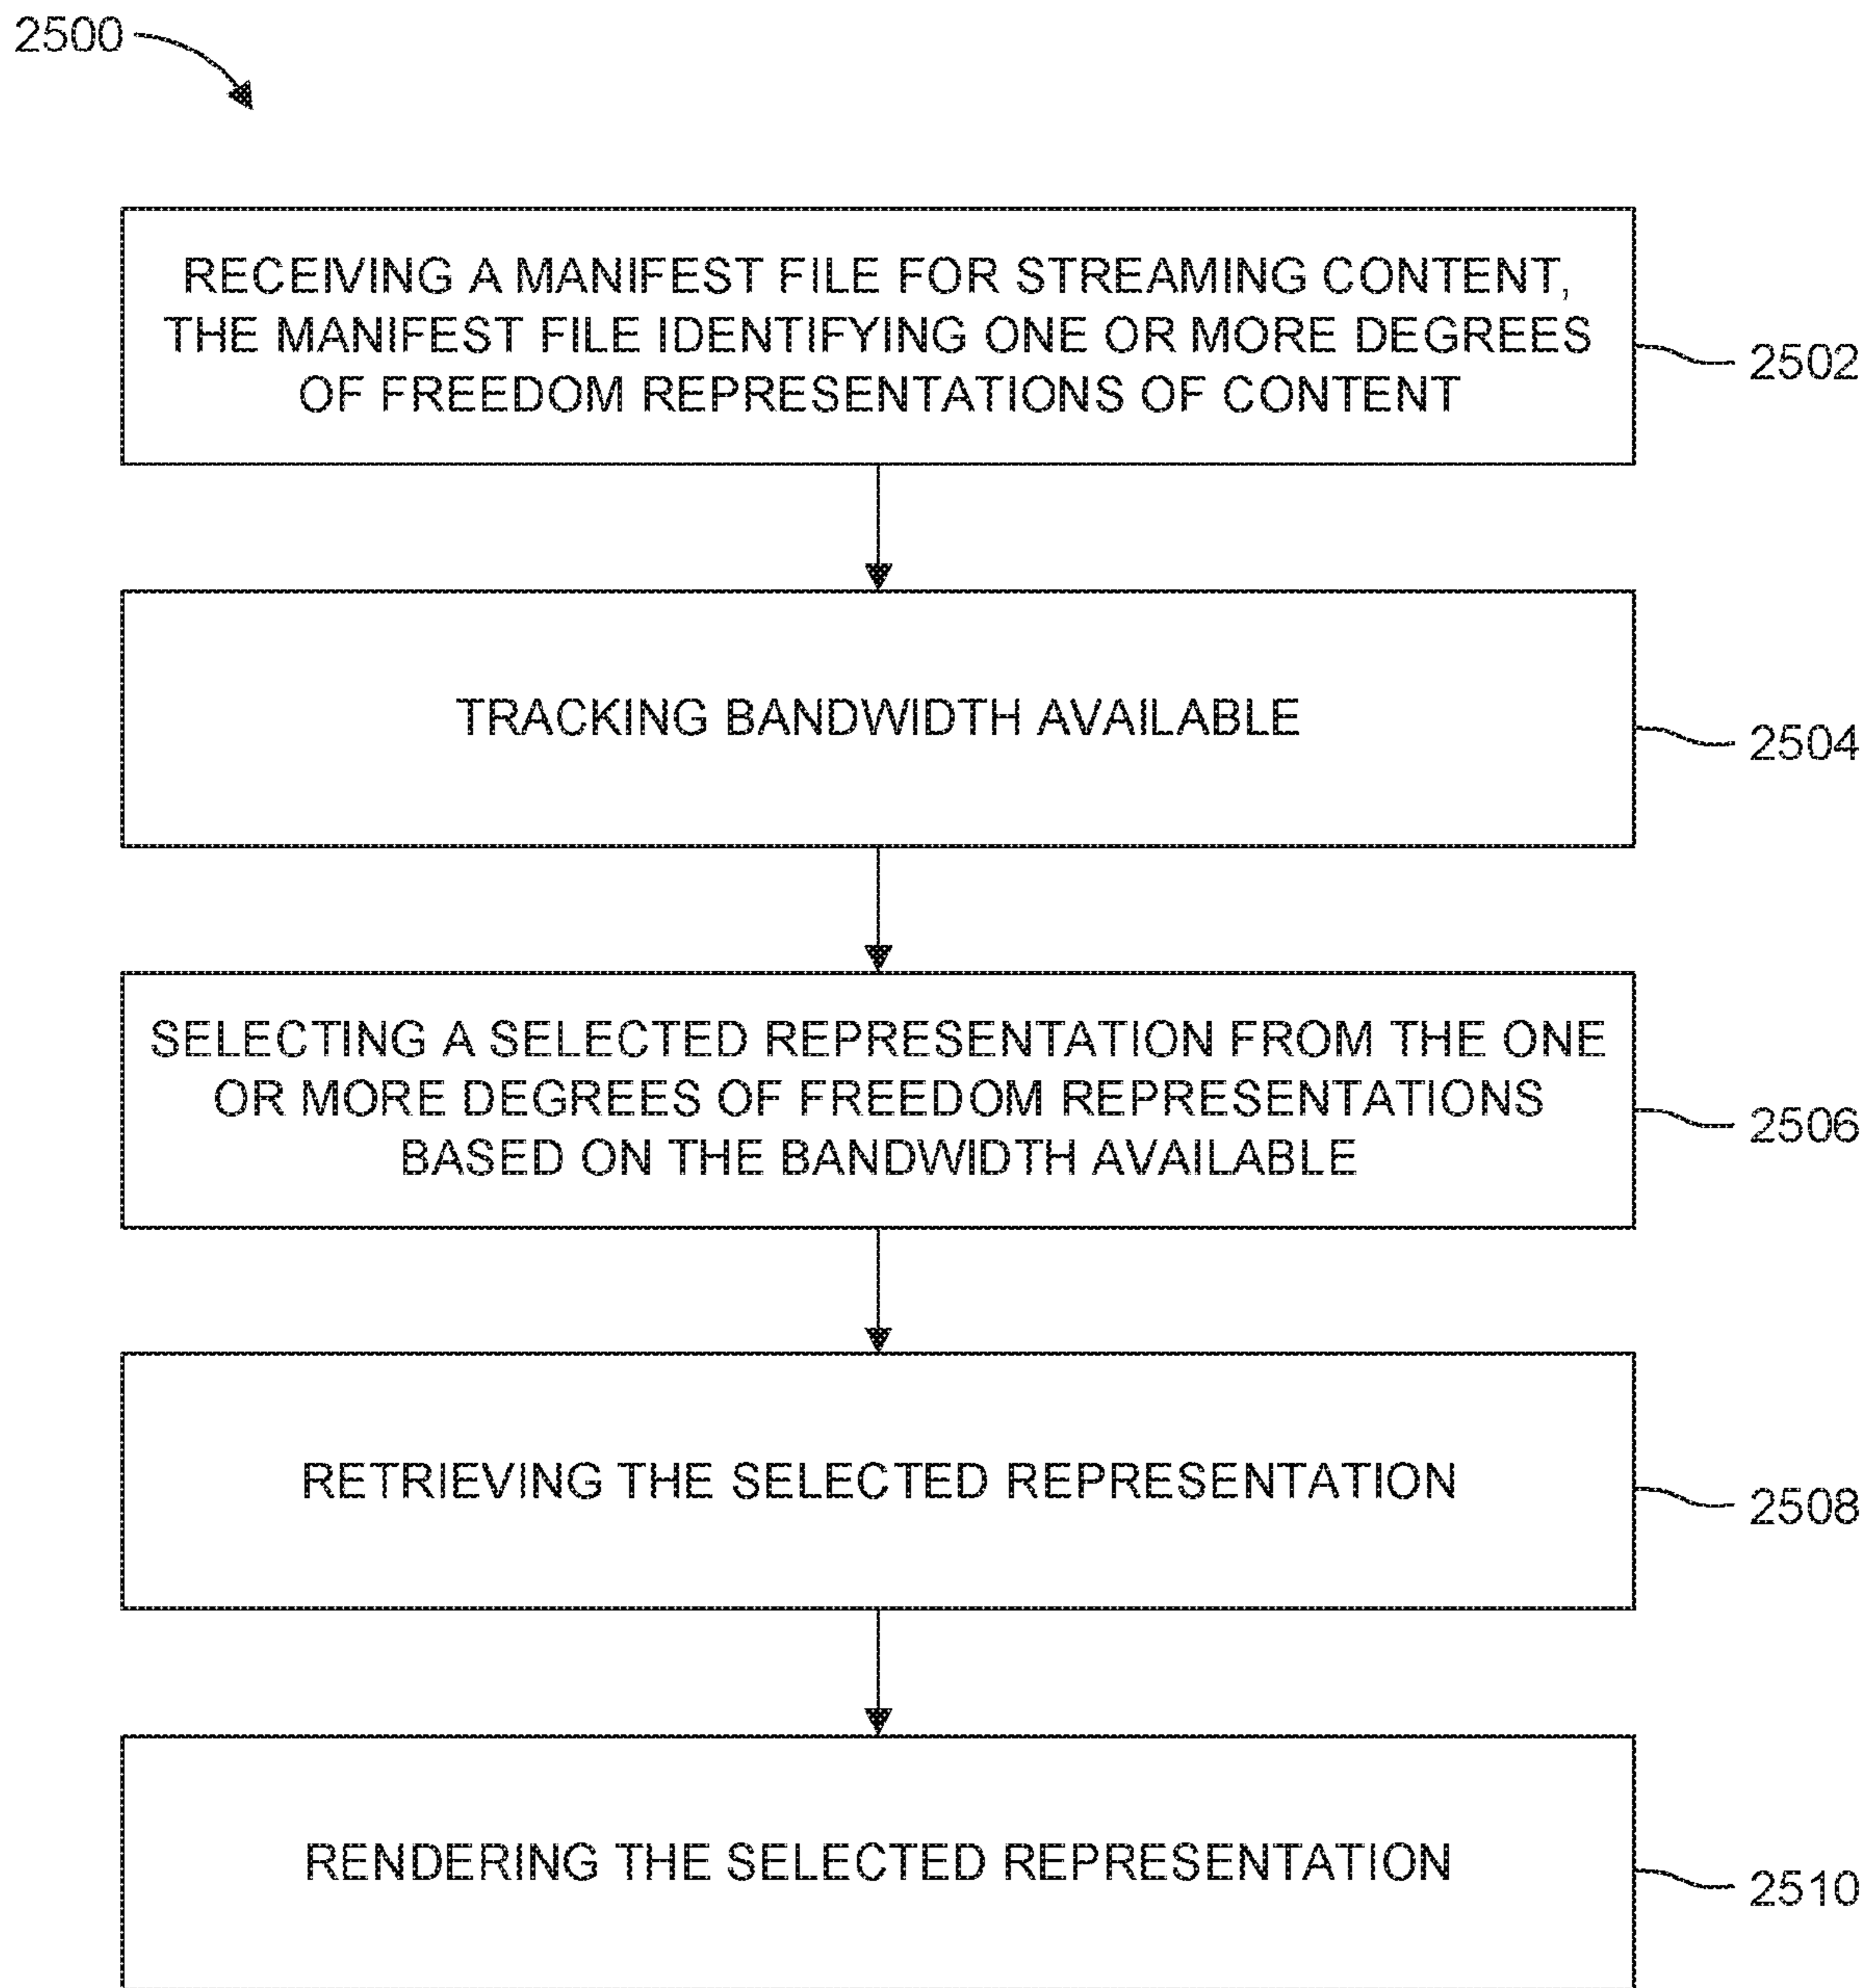 2500
RECEIVING A MANIFEST FILE FOR STREAMING CONTENT,
THE MANIFEST FILE IDENTIFYING ONE OR MORE DEGREES
OF FREEDOM REPRESENTATIONS OF CONTENT
2502
TRACKING BANDWIDTH AVAILABLE
2504
SELECTING A SELECTED REPRESENTATION FROM THE ONE
OR MORE DEGREES OF FREEDOM REPRESENTATIONS
BASED ON THE BANDWIDTH AVAILABLE
2506
RETRIEVING THE SELECTED REPRESENTATION
2508
RENDERING THE SELECTED REPRESENTATION
2510